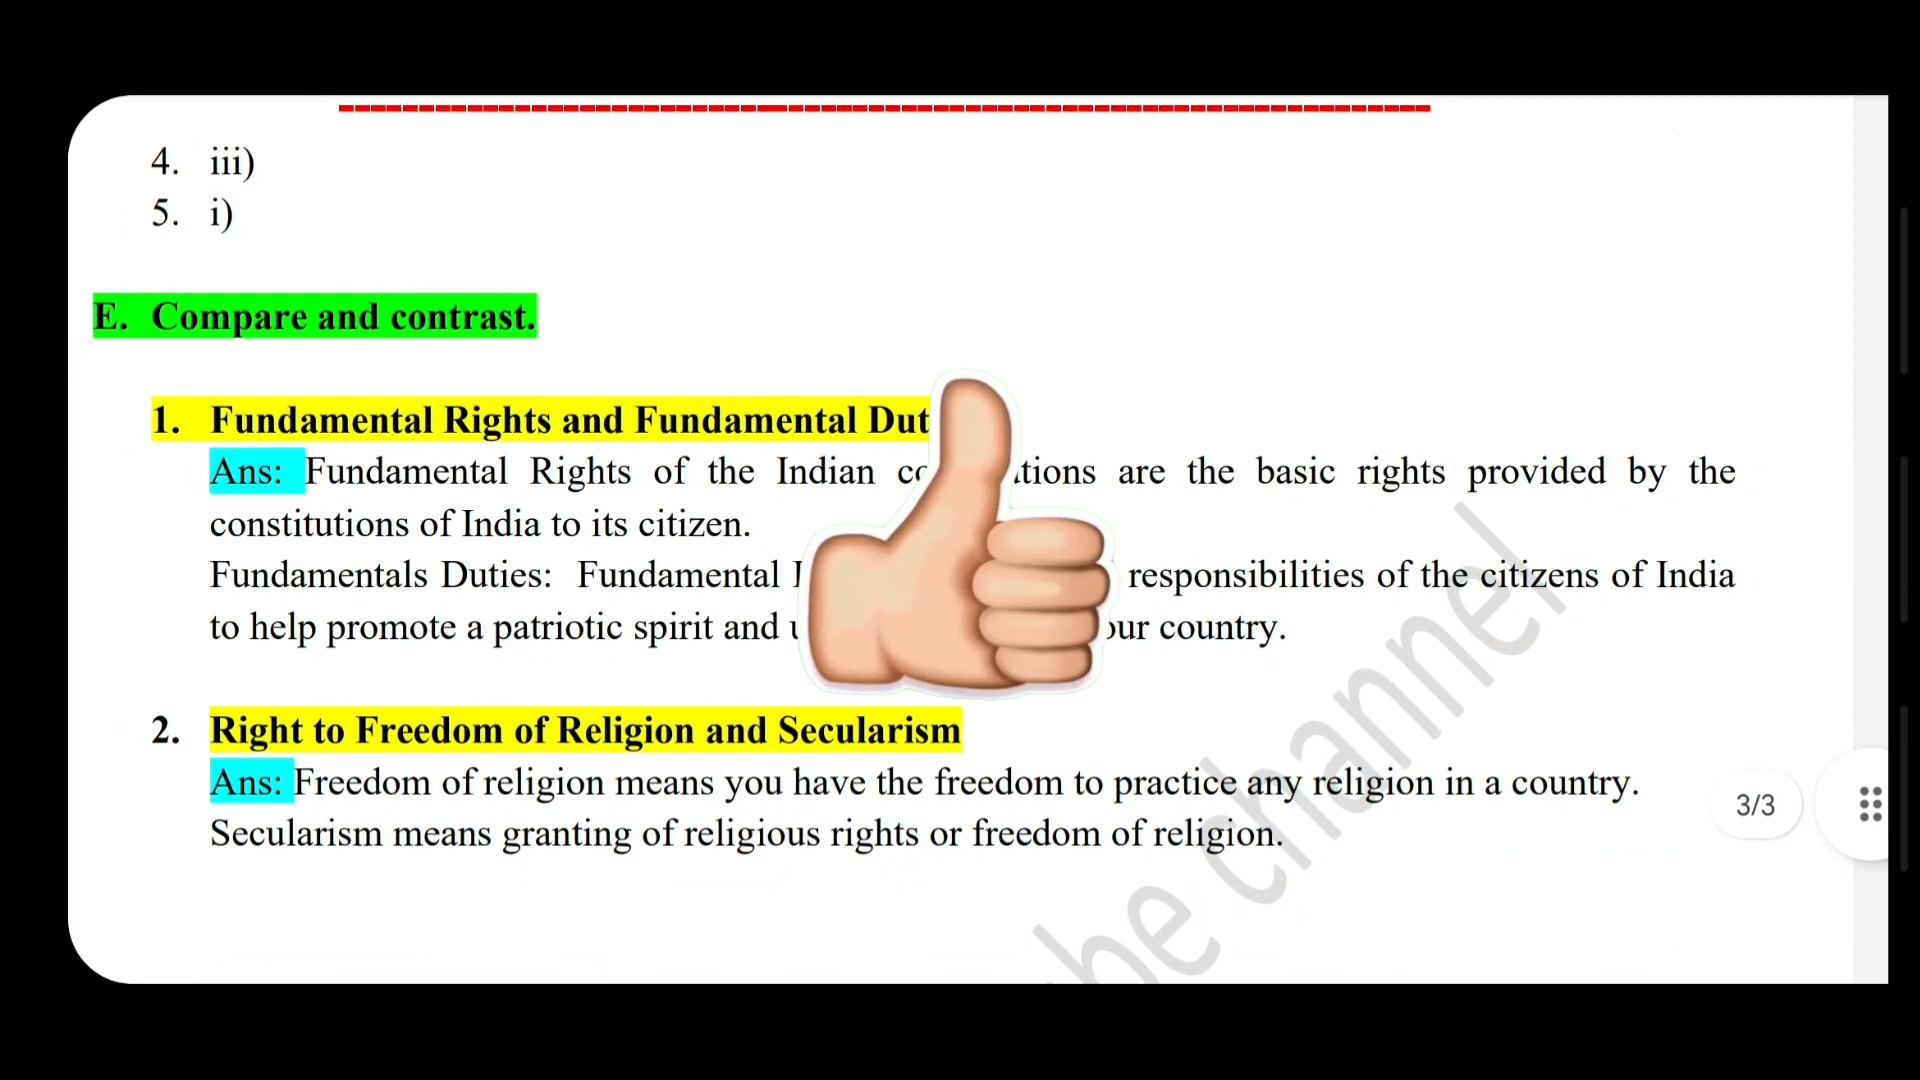 4. iii)
5. i)
E. Compare and contrast.
1. Fundamental Rights and Fundamental
Ans: Fundamental Rights of the Indian are the basic rights provided by the
constitutions of India to its citizen.
Fundamentals Duties: Fundamental responsibilities of the citizens of India
to help promote a patriotic spirit and our country.
2. Right to Freedom of Religion and Secularism
Ans: Freedom of religion means you have the freedom to practice any religion in a country.
3/3
Secularism means granting of religious rights or freedom of religion.
channel